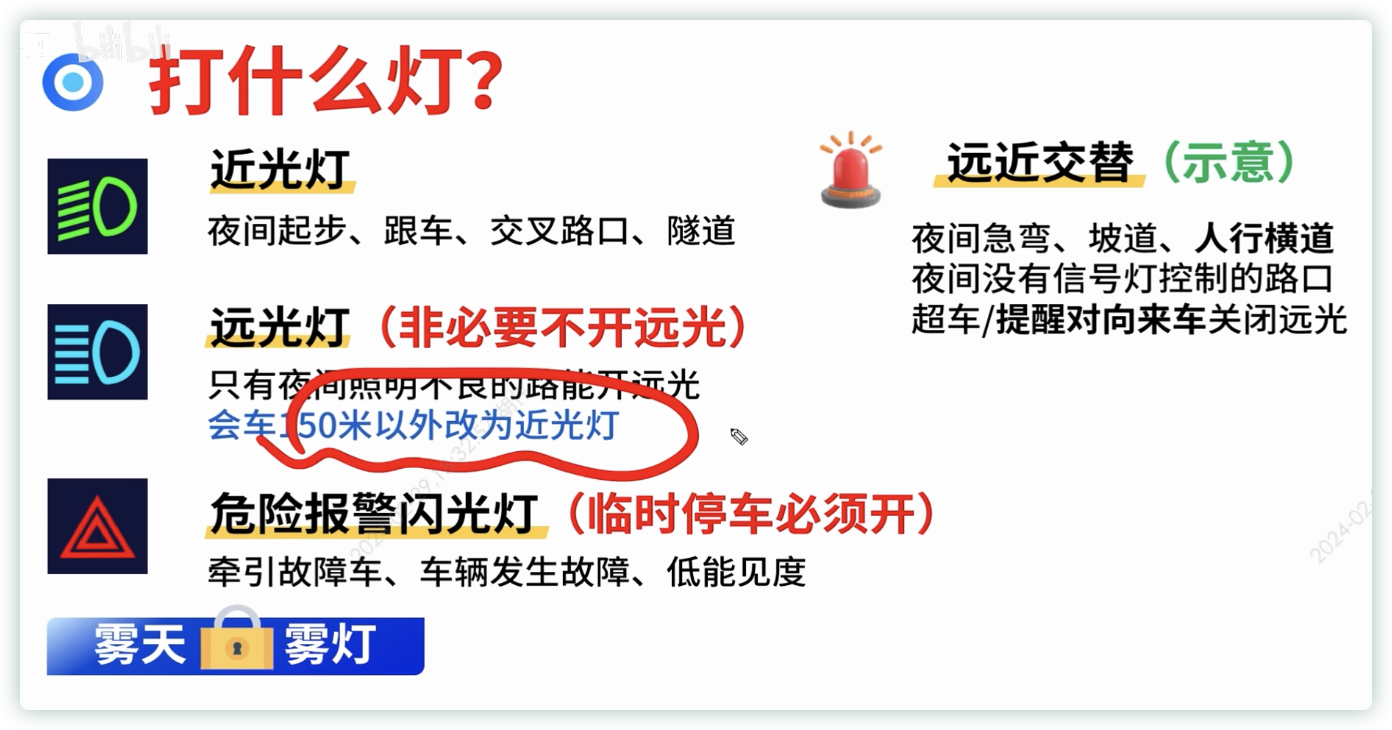 bilibili
打什么灯？
近光灯
夜间起步、跟车、交叉路口、隧道
远光灯（非必要不开远光）
只有夜间照明不良的路能开远光
会车150米以外改为近光灯
危险报警闪光灯（临时停车必须开）
牵引故障车、车辆发生故障、低能见度
雾天 雾灯
远近交替（示意）
夜间急弯、坡道、人行横道
夜间没有信号灯控制的路口
超车/提醒对向来车关闭远光